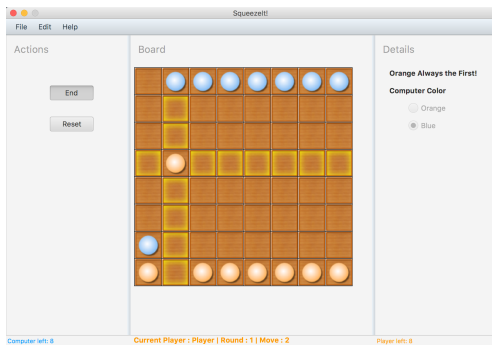 SqueezeIt!
File Edit Help
Actions
Board
Details
End
Reset
Orange Always the First!
Computer Color
Orange
Blue
Computer left: 8
Current Player : Player | Round : 1 | Move : 2
Player left: 8